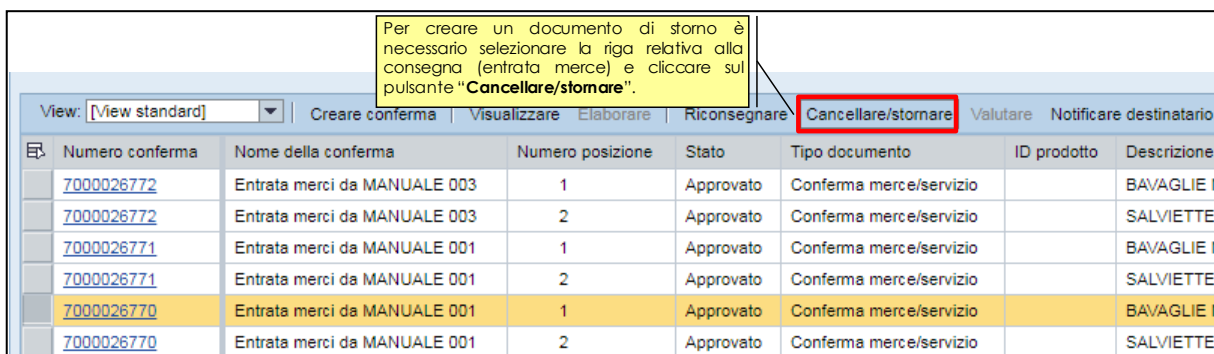 Per creare un documento di storno è
necessario selezionare la riga relativa alla
consegna (entrata merce) e cliccare sul
pulsante “Cancellare/stornare”.
View: [View standard] Creare conferma Visualizzare Elaborare Riconsegnare Cancellare/stornare Valutare Notificare destinatario
Numero conferma Nome della conferma Numero posizione Stato Tipo documento ID prodotto Descrizione
7000026772 Entrata merci da MANUALE 003 1 Approvato Conferma merce/servizio BAVAGLIE
7000026772 Entrata merci da MANUALE 003 2 Approvato Conferma merce/servizio SALVIETTE
7000026771 Entrata merci da MANUALE 001 1 Approvato Conferma merce/servizio BAVAGLIE
7000026771 Entrata merci da MANUALE 001 2 Approvato Conferma merce/servizio SALVIETTE
7000026770 Entrata merci da MANUALE 001 1 Approvato Conferma merce/servizio BAVAGLIE
7000026770 Entrata merci da MANUALE 001 2 Approvato Conferma merce/servizio SALVIETTE